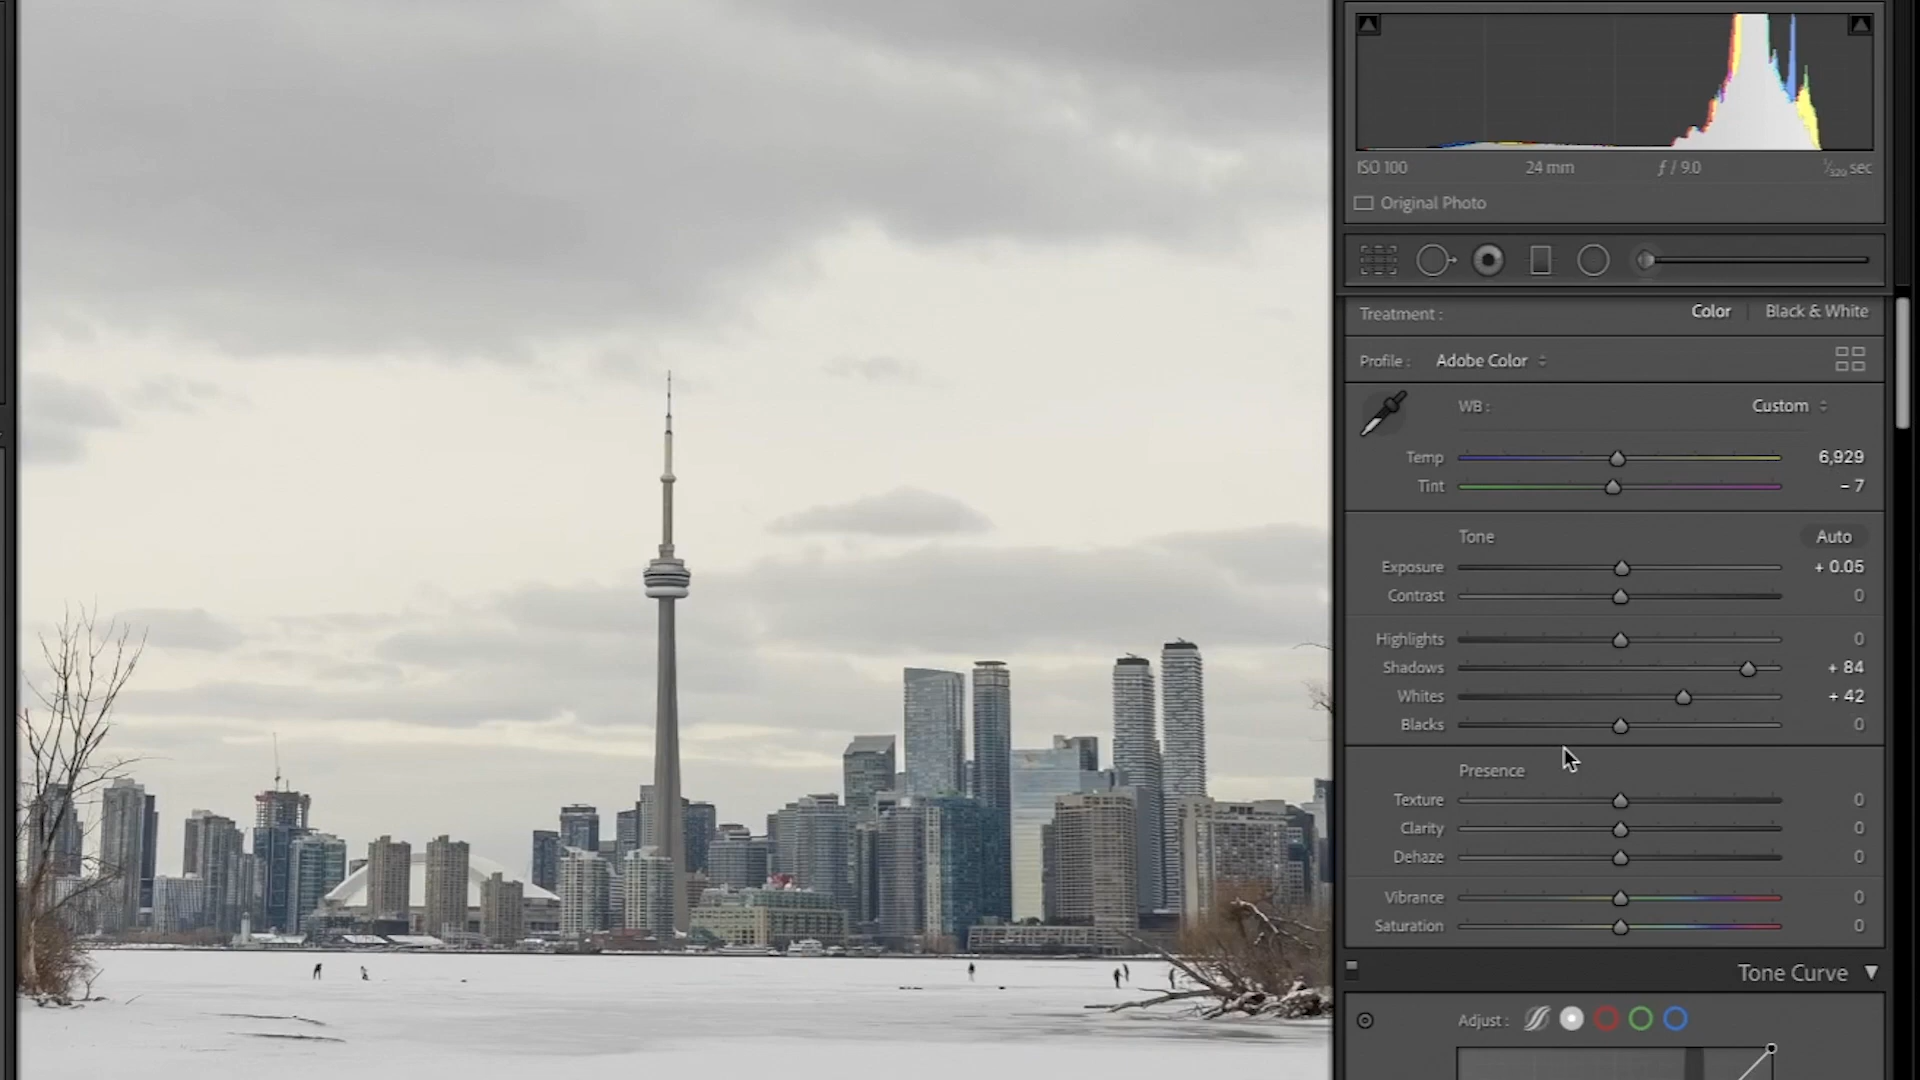 ISO 100 24 mm ƒ / 9.0 1/320 sec
Original Photo
Treatment : Color Black & White
Profile : Adobe Color
WB : Custom
Temp 6,929
Tint – 7
Tone Auto
Exposure + 0.05
Contrast 0
Highlights 0
Shadows + 84
Whites + 42
Blacks 0
Presence
Texture 0
Clarity 0
Dehaze 0
Vibrance 0
Saturation 0
Tone Curve
Adjust :